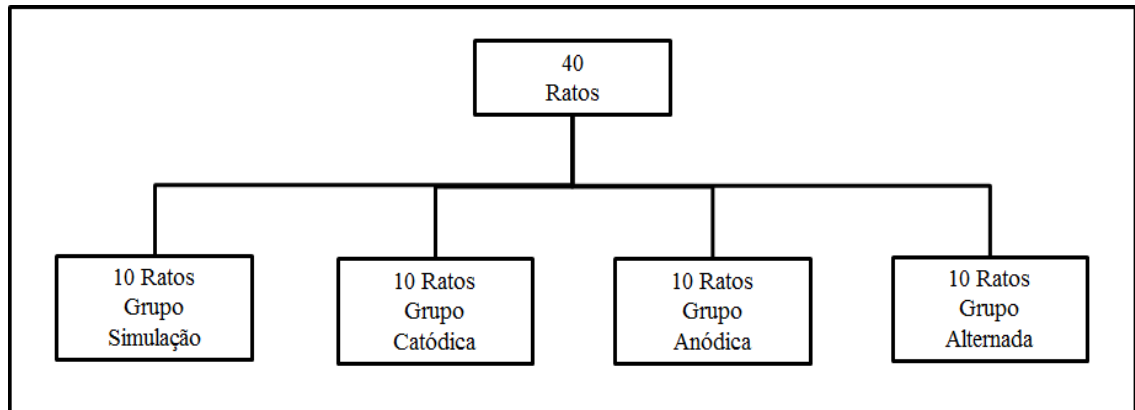 40
Ratos
10 Ratos
Grupo
Simulação
10 Ratos
Grupo
Catódica
10 Ratos
Grupo
Anódica
10 Ratos
Grupo
Alternada